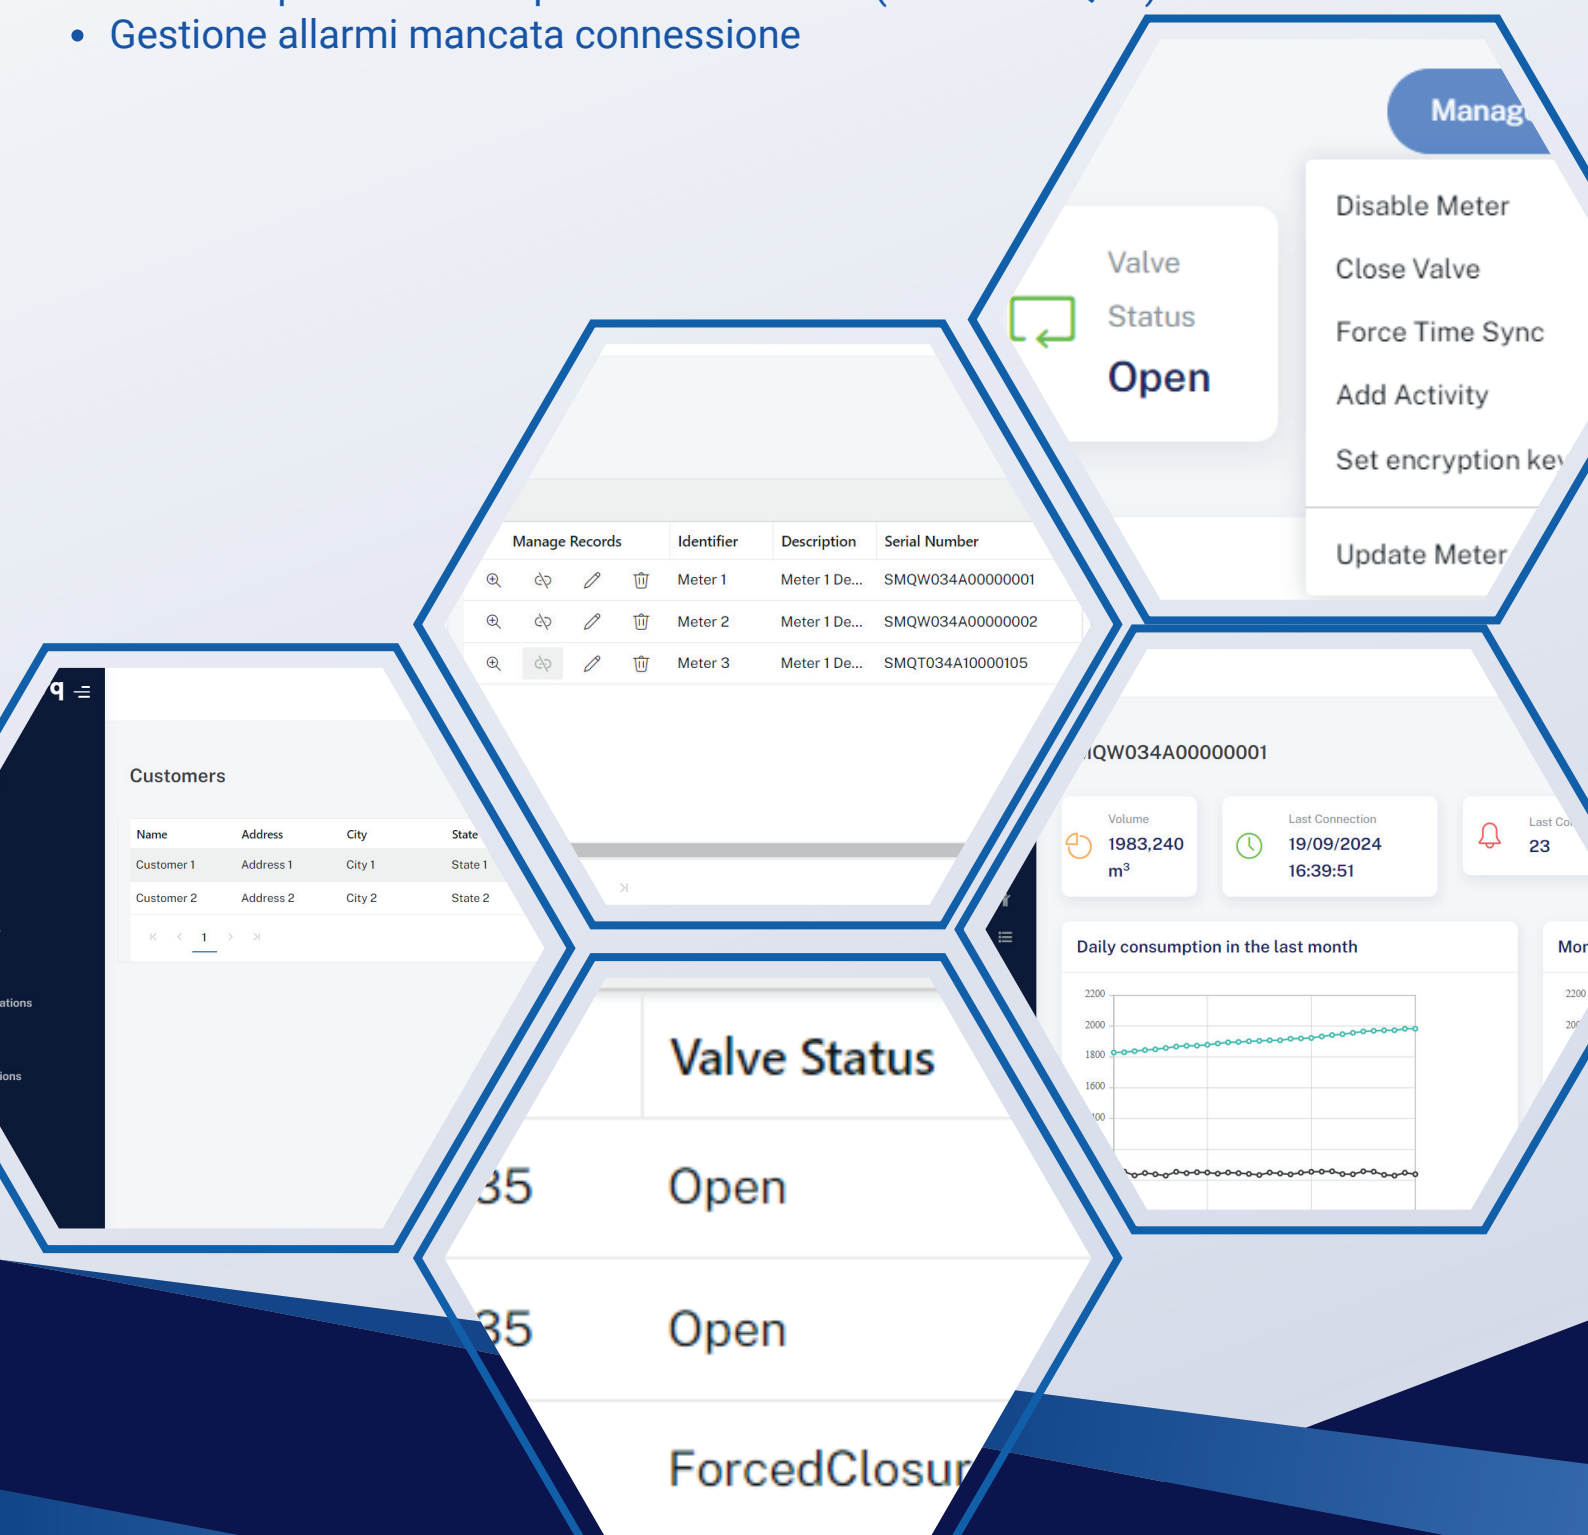 • Gestione allarmi mancata connessione
Valve
Status
Open
Disable Meter
Close Valve
Force Time Sync
Add Activity
Set encryption key
Update Meter
Manage Records Identifier Description Serial Number
Meter 1 Meter 1 De... SMQW034A00000001
Meter 2 Meter 1 De... SMQW034A00000002
Meter 3 Meter 1 De... SMQT034A10000105
Customers
Name Address City State
Customer 1 Address 1 City 1 State 1
Customer 2 Address 2 City 2 State 2
1
QW034A00000001
Volume
1983,240
m³
Last Connection
19/09/2024
16:39:51
Last
23
Daily consumption in the last month
2200
2000
1800
1600
2200
Valve Status
35 Open
35 Open
ForcedClosur